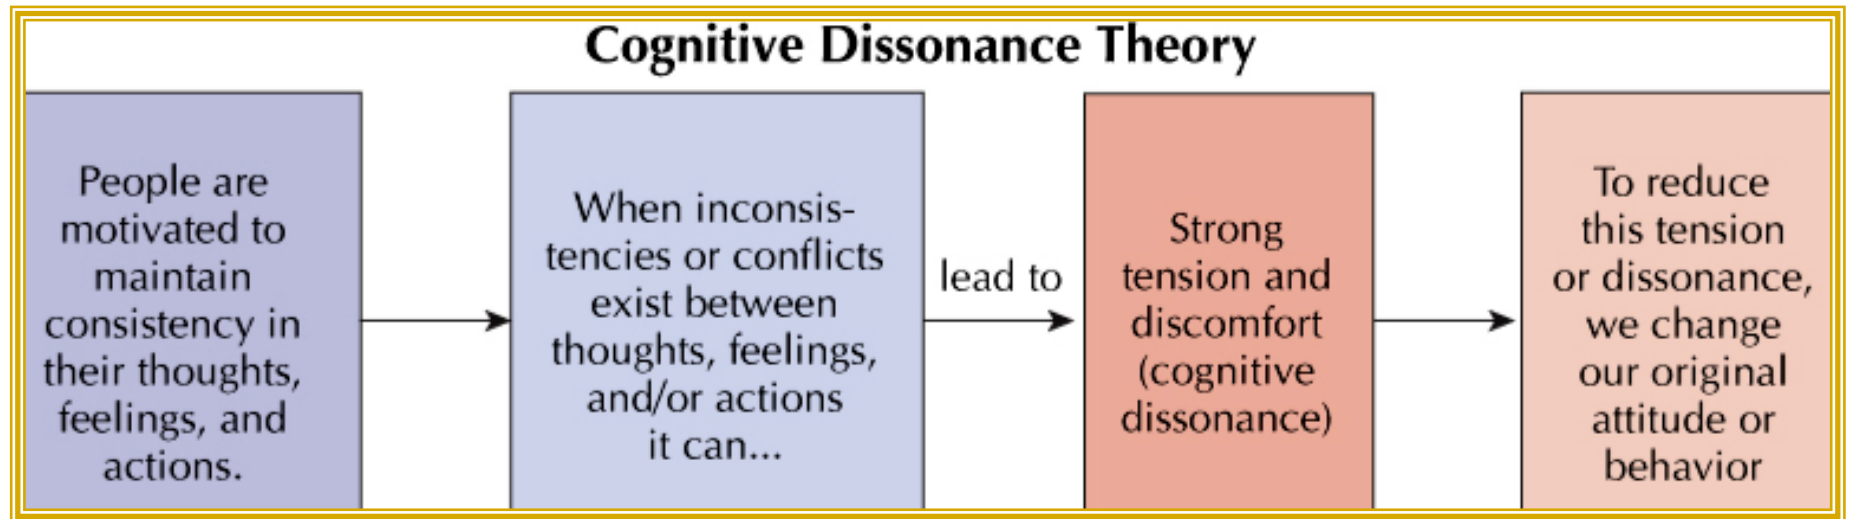 Cognitive Dissonance Theory
People are
motivated to
maintain
consistency in
their thoughts,
feelings, and
actions.
When inconsis-
tencies or conflicts
exist between
thoughts, feelings,
and/or actions
it can...
lead to
Strong
tension and
discomfort
(cognitive
dissonance)
To reduce
this tension
or dissonance,
we change
our original
attitude or
behavior